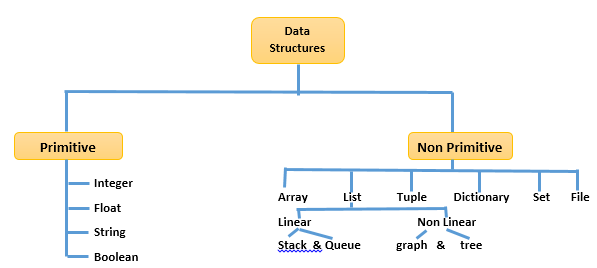 Data
Structures
Primitive
Non Primitive
Integer
Float
String
Boolean
Array List Tuple Dictionary Set File
Linear Non Linear
Stack & Queue graph & tree